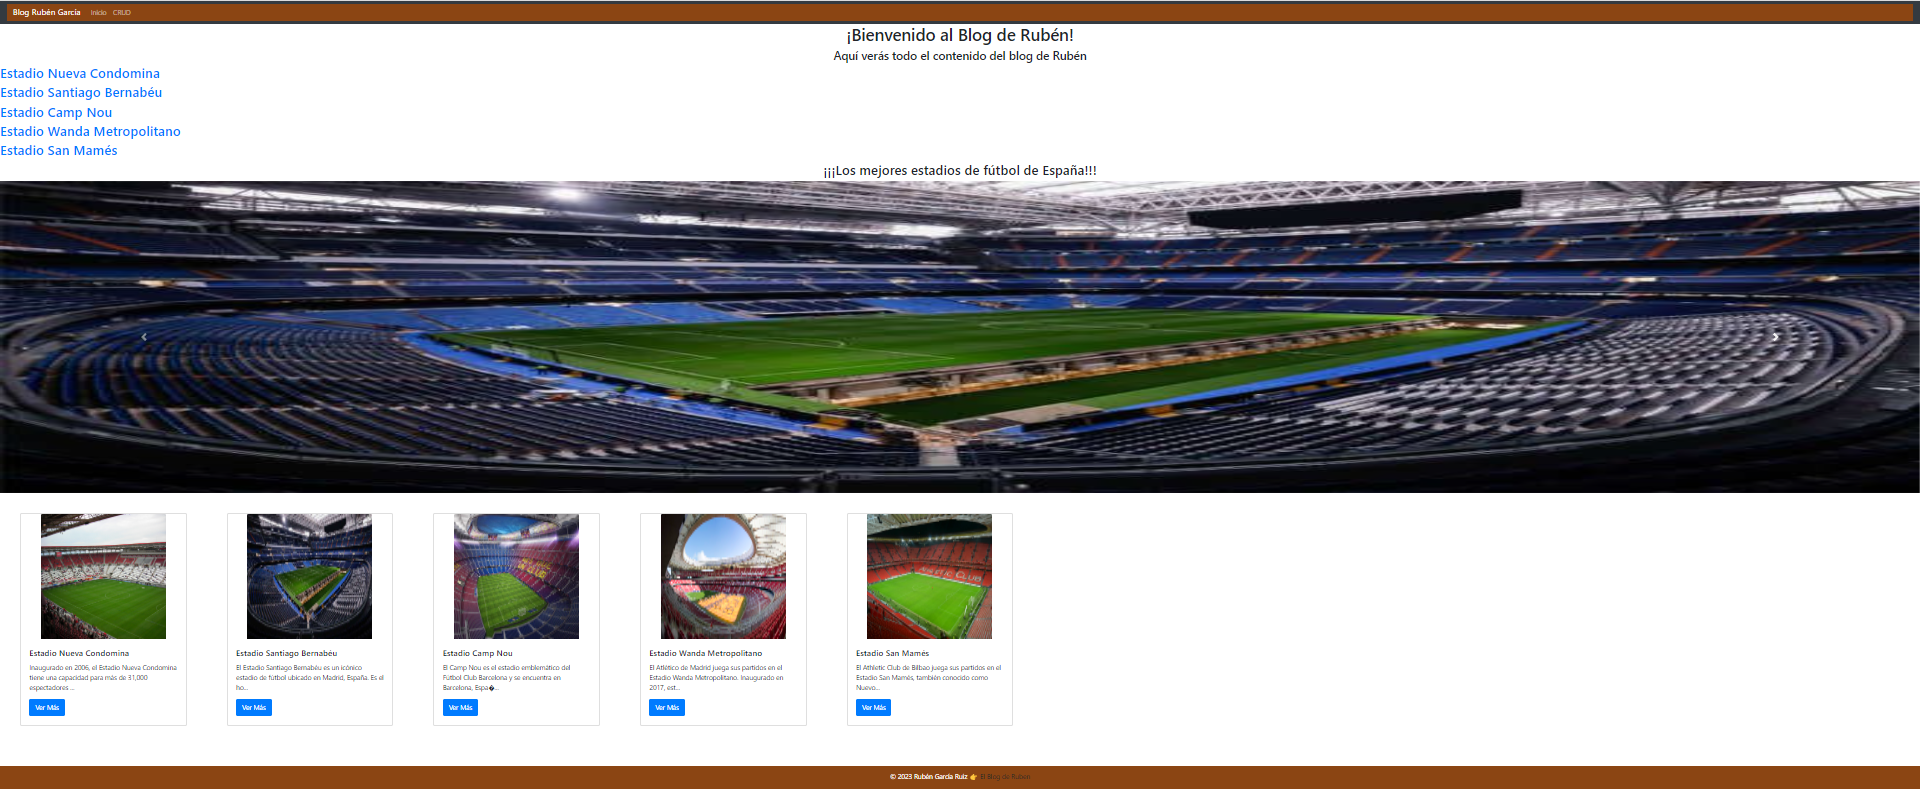 Blog Rubén García Inicio CRUD
¡Bienvenido al Blog de Rubén!
Aquí verás todo el contenido del blog de Rubén
Estadio Nueva Condomina
Estadio Santiago Bernabéu
Estadio Camp Nou
Estadio Wanda Metropolitano
Estadio San Mamés
¡¡¡Los mejores estadios de fútbol de España!!!
Estadio Nueva Condomina
Inaugurado en 2006, el Estadio Nueva Condomina
tiene una capacidad para más de 31,000
espectadores ...
Ver Más
Estadio Santiago Bernabéu
El Estadio Santiago Bernabéu es un icónico
estadio de fútbol ubicado en Madrid, España. Es el
ho...
Ver Más
Estadio Camp Nou
El Camp Nou es el estadio emblemático del
Fútbol Club Barcelona y se encuentra en
Barcelona, Espa�...
Ver Más
Estadio Wanda Metropolitano
El Atlético de Madrid juega sus partidos en el
Estadio Wanda Metropolitano. Inaugurado en
2017, est...
Ver Más
Estadio San Mamés
El Athletic Club de Bilbao juega sus partidos en el
Estadio San Mamés, también conocido como
Nuevo...
Ver Más
© 2023 Rubén García Ruiz 👉 El Blog de Rubén